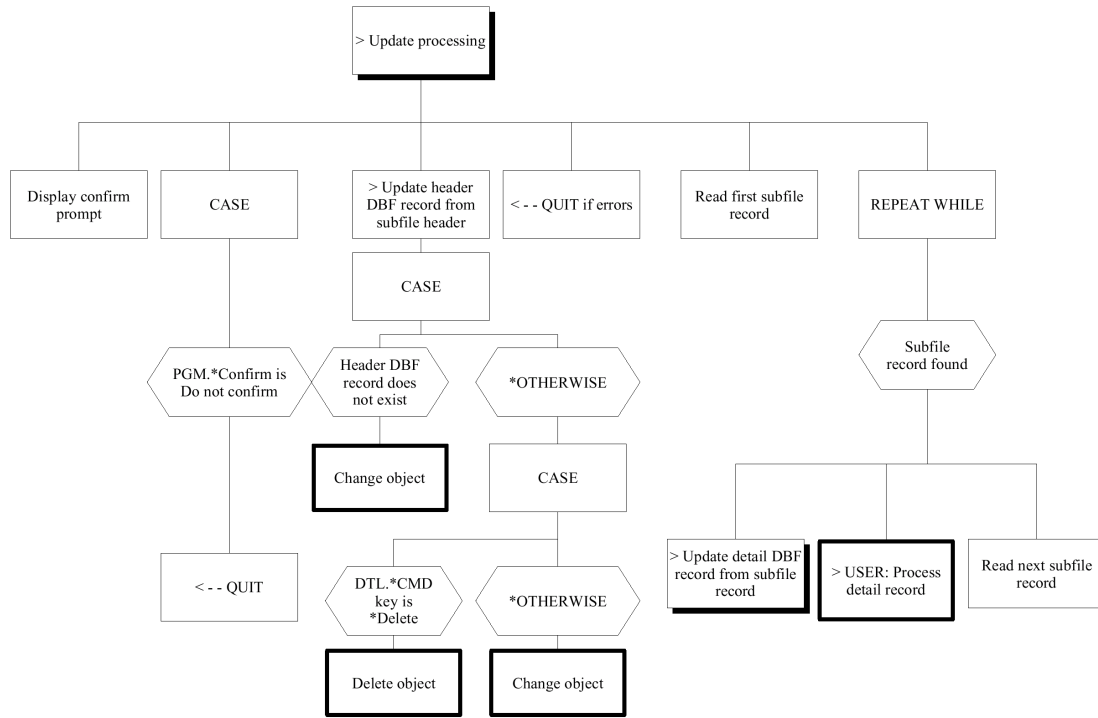 > Update processing
Display confirm
prompt
CASE
> Update header
DBF record from
subfile header
< - - QUIT if errors
Read first subfile
record
REPEAT WHILE
CASE
PGM.*Confirm is
Do not confirm
Header DBF
record does
not exist
*OTHERWISE
Subfile
record found
Change object
CASE
< - - QUIT
DTL.*CMD
key is
*Delete
*OTHERWISE
> Update detail DBF
record from subfile
record
> USER: Process
detail record
Read next subfile
record
Delete object
Change object